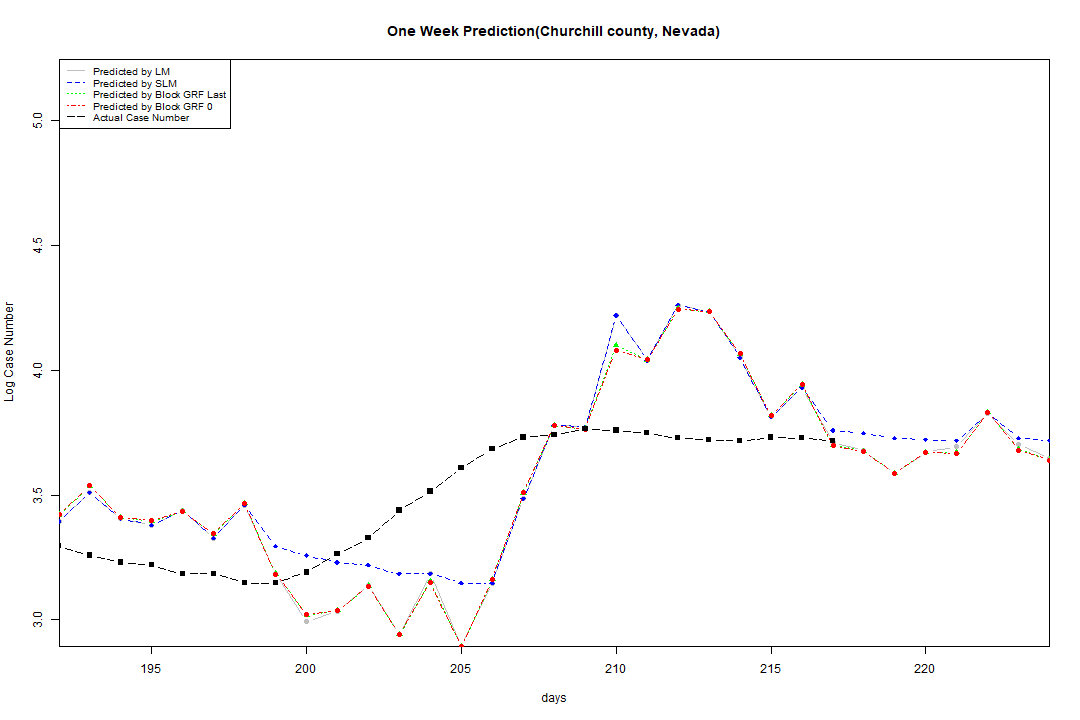 One Week Prediction(Churchill county, Nevada)
Predicted by LM
Predicted by SLM
Predicted by Block GRF Last
Predicted by Block GRF 0
Actual Case Number
5.0
4.5
4.0
3.5
3.0
Log Case Number
195 200 205 210 215 220
days